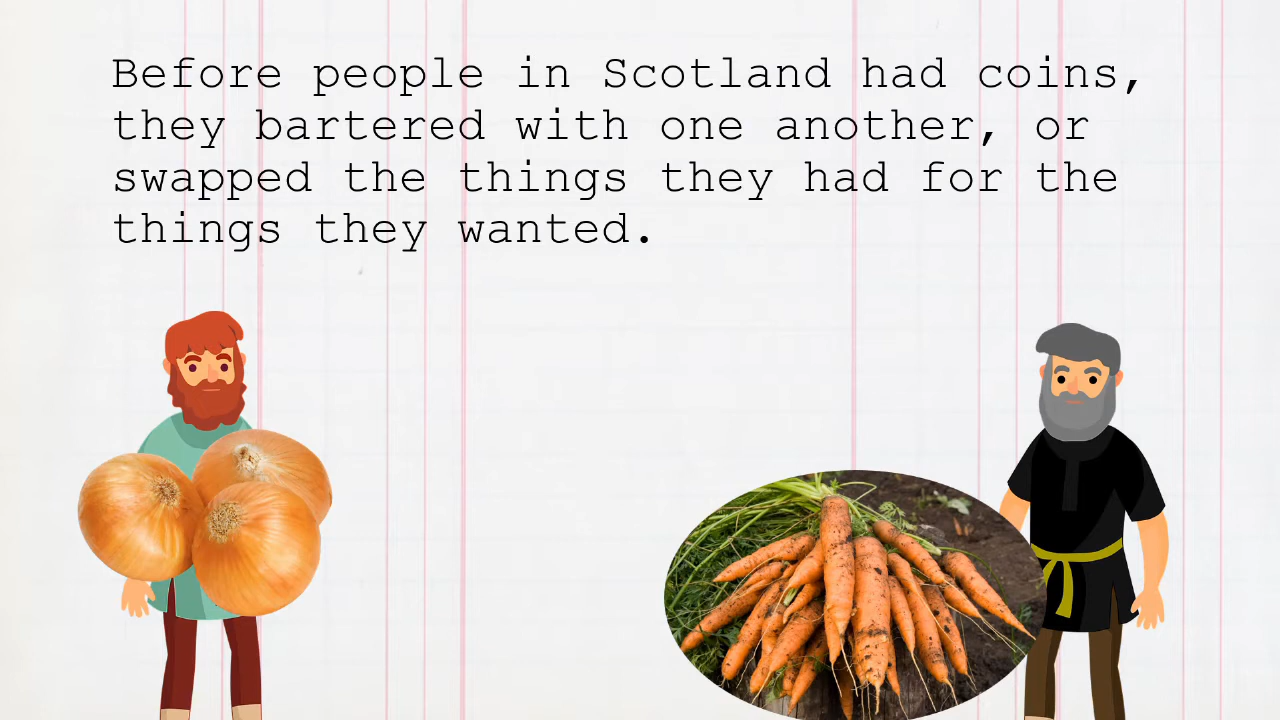 Before people in Scotland had coins,
they bartered with one another, or
swapped the things they had for the
things they wanted.